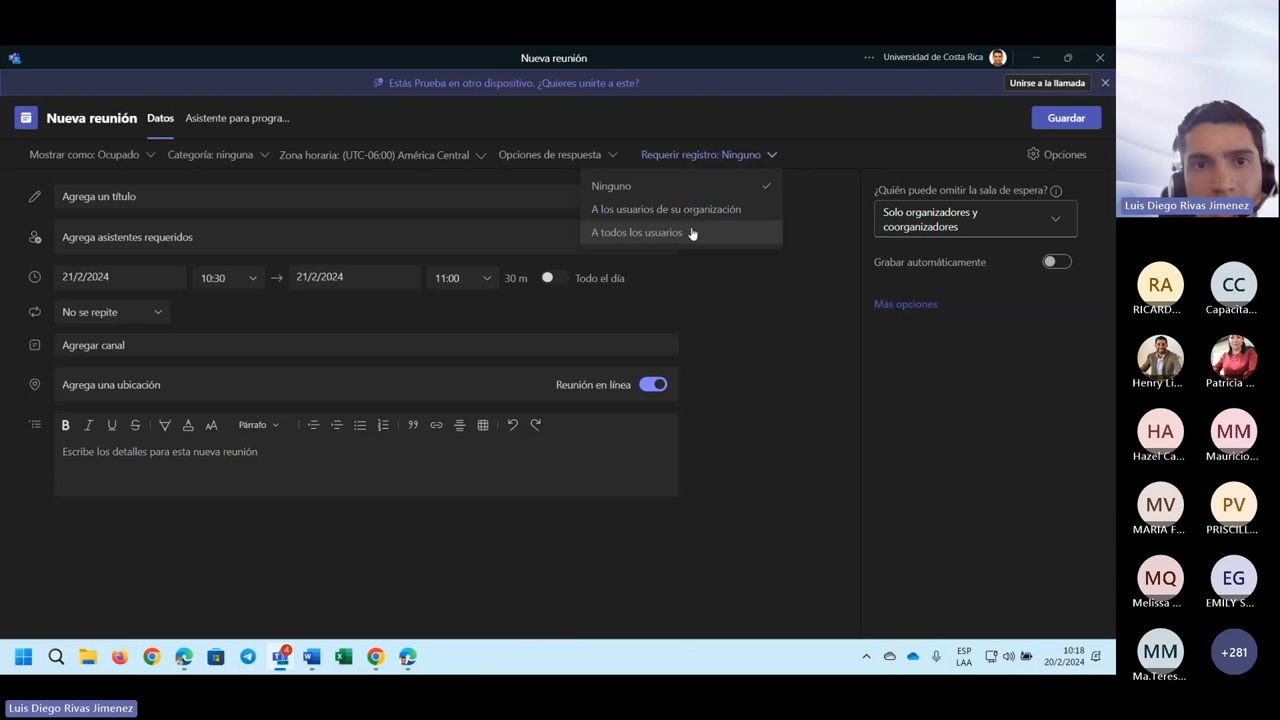 Nueva reunión
Universidad de Costa Rica
Estás Prueba en otro dispositivo. ¿Quieres unirte a este?
Unirse a la llamada
Nueva reunión
Datos
Asistente para progra...
Guardar
Mostrar como: Ocupado
Categoría: ninguna
Zona horaria: (UTC-06:00) América Central
Opciones de respuesta
Requerir registro: Ninguno
Opciones
Ninguno
A los usuarios de su organización
A todos los usuarios
Agrega un título
Agrega asistentes requeridos
21/2/2024
10:30
21/2/2024
11:00
30 m
Todo el día
No se repite
Agregar canal
Agrega una ubicación
Reunión en línea
B I U S
Párrafo
Escribe los detalles para esta nueva reunión
¿Quién puede omitir la sala de espera?
Solo organizadores y
coorganizadores
Grabar automáticamente
Más opciones
4
ESP
LAA
10:18
20/2/2024
Luis Diego Rivas Jimenez
Luis Diego Rivas Jimenez
RA
RICARD...
CC
Capacita...
Henry Li...
Patricia ...
HA
Hazel Ca...
MM
Mauricio...
MV
MARIA F...
PV
PRISCILL...
MQ
Melissa ...
EG
EMILY S...
MM
Ma.Teres...
+281